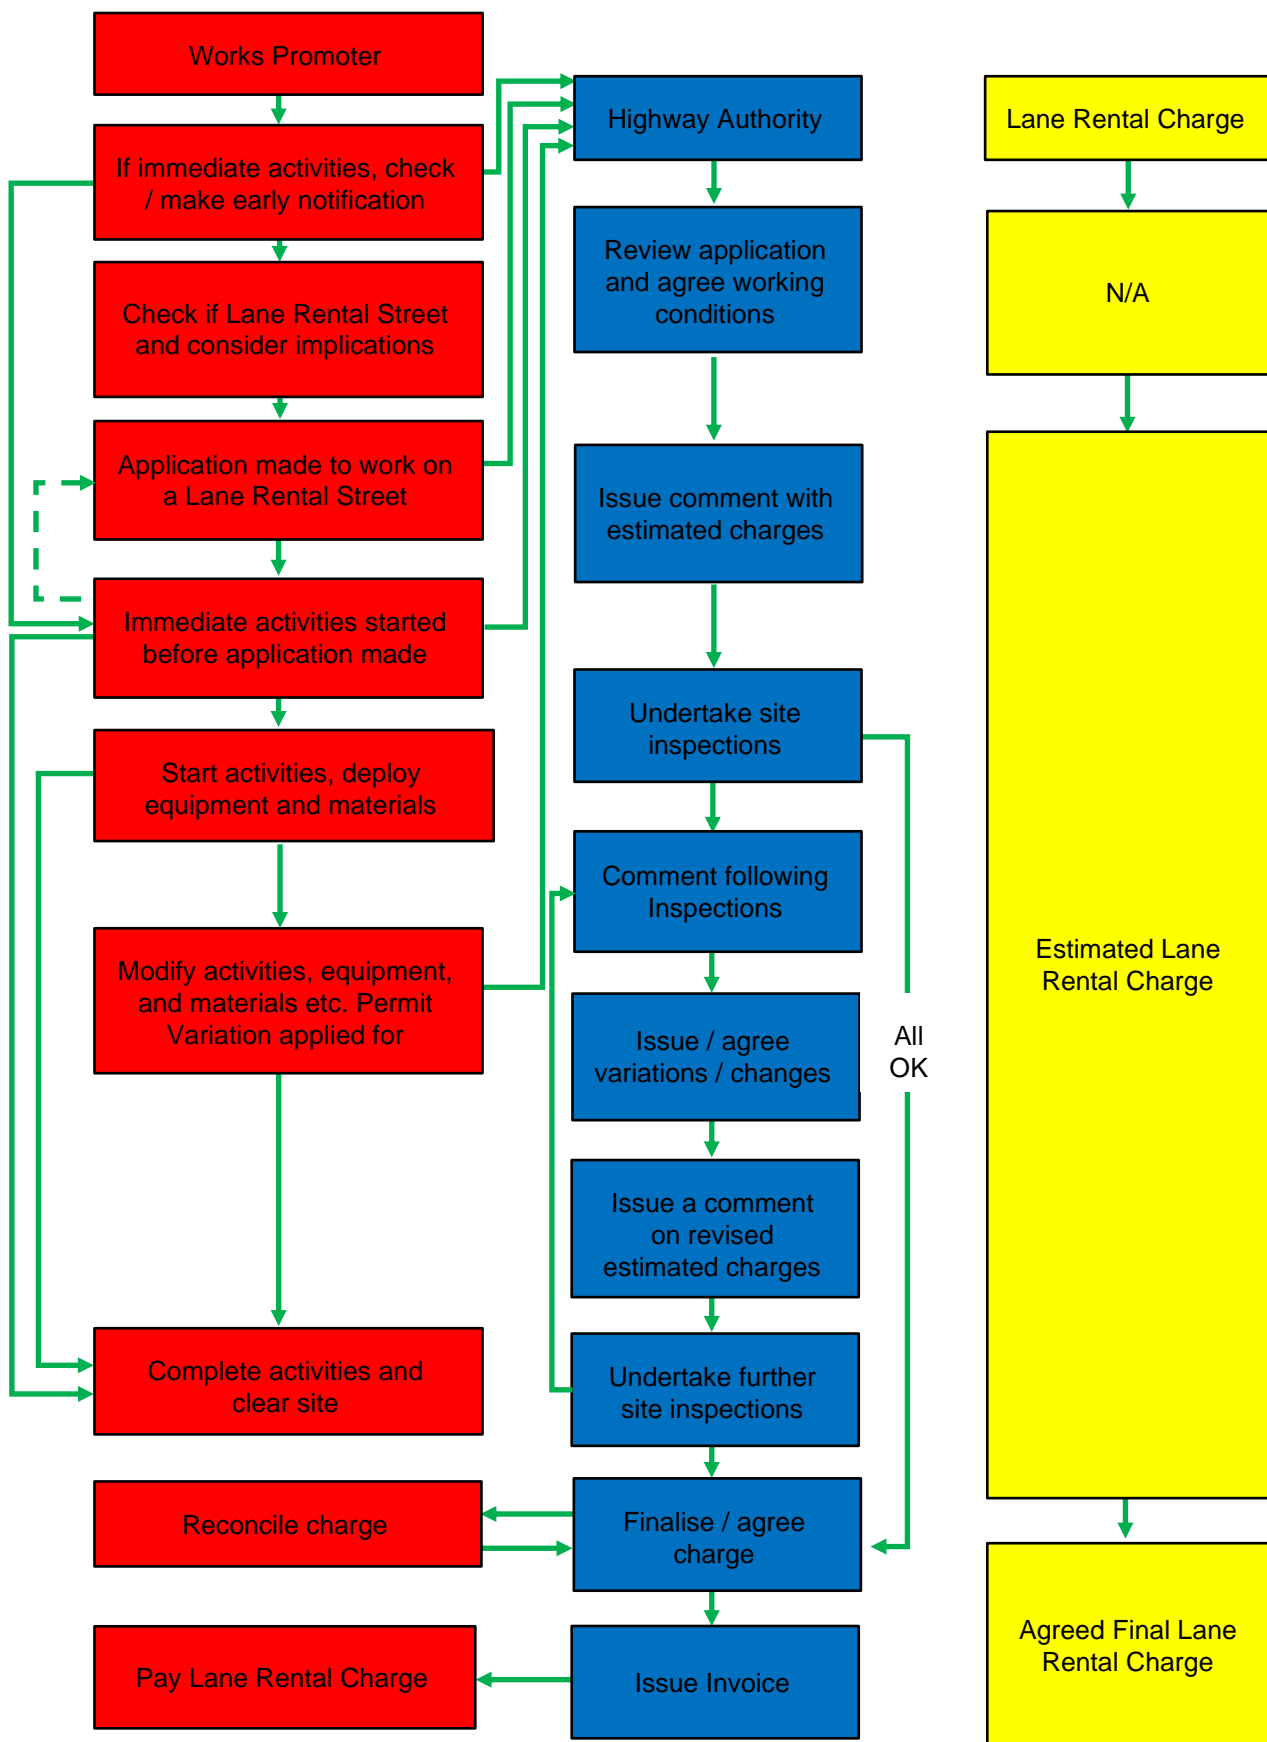 Works Promoter
If immediate activities, check
/ make early notification
Check if Lane Rental Street
and consider implications
Application made to work on
a Lane Rental Street
Immediate activities started
before application made
Start activities, deploy
equipment and materials
Modify activities, equipment,
and materials etc. Permit
Variation applied for
Complete activities and
clear site
Reconcile charge
Pay Lane Rental Charge
Highway Authority
Review application
and agree working
conditions
Issue comment with
estimated charges
Undertake site
inspections
Comment following
Inspections
Issue / agree
variations / changes
Issue a comment
on revised
estimated charges
Undertake further
site inspections
Finalise / agree
charge
Issue Invoice
All
OK
Lane Rental Charge
N/A
Estimated Lane
Rental Charge
Agreed Final Lane
Rental Charge